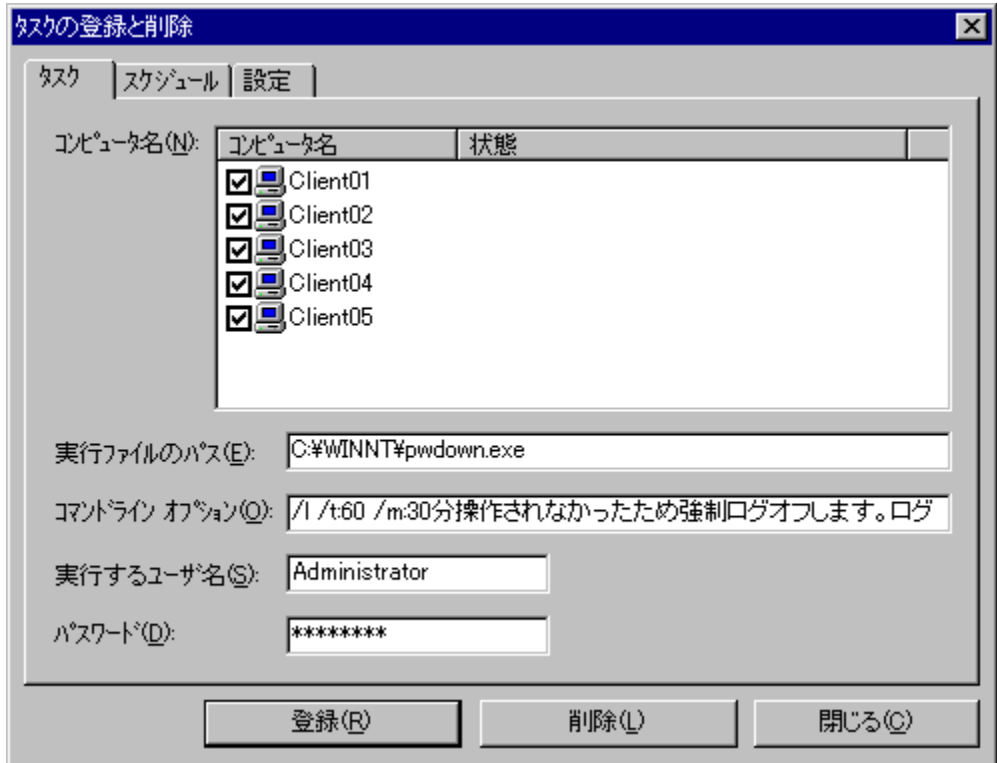 タスクの登録と削除
タスク スケジュール 設定
コンピュータ名(N): コンピュータ名 状態
Client01
Client02
Client03
Client04
Client05
実行ファイルのパス(E): C:¥WINNT¥pwdown.exe
コマンドライン オプション(O): /l /t:60 /m:30分操作されなかったため強制ログオフします。ログ
実行するユーザ名(S): Administrator
パスワード(D): ********
登録(R) 削除(L) 閉じる(C)